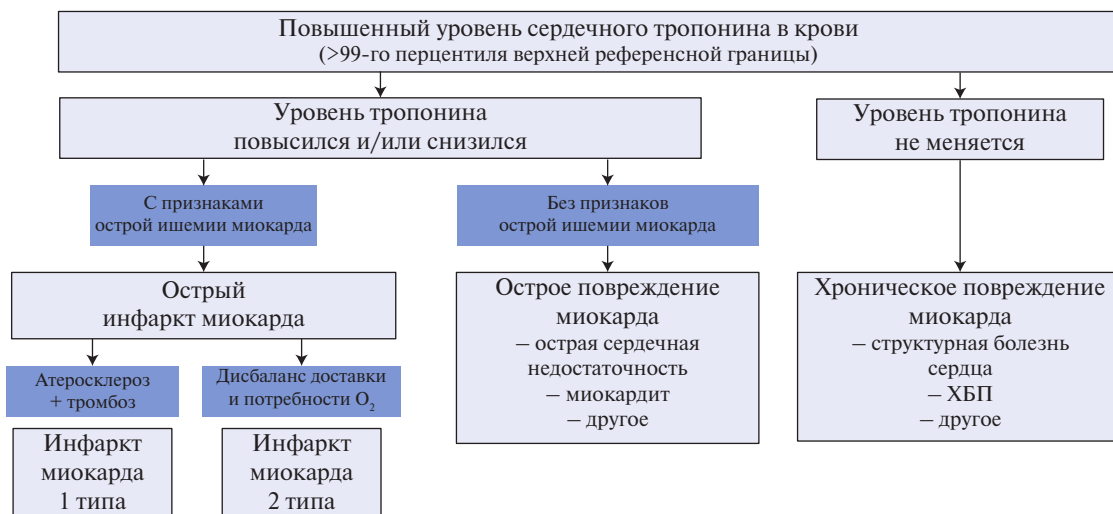 Повышенный уровень сердечного тропонина в крови
(>99-го перцентиля верхней референсной границы)
Уровень тропонина
повысился и/или снизился
Уровень тропонина
не меняется
С признаками
острой ишемии миокарда
Без признаков
острой ишемии миокарда
Острый
инфаркт миокарда
Острое повреждение
миокарда
– острая сердечная
недостаточность
– миокардит
– другое
Хроническое повреждение
миокарда
– структурная болезнь
сердца
– ХБП
– другое
Атеросклероз
+ тромбоз
Дисбаланс доставки
и потребности O₂
Инфаркт
миокарда
1 типа
Инфаркт
миокарда
2 типа